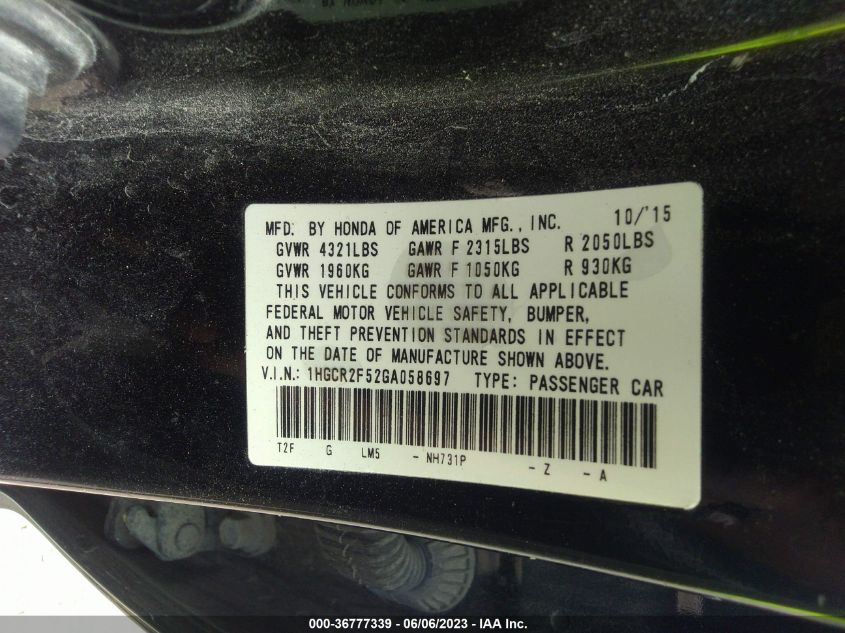 MFD. BY HONDA OF AMERICA MFG., INC. 10/'15
GVWR 4321LBS GAWR F 2315LBS R 2050LBS
GVWR 1960KG GAWR F 1050KG R 930KG
THIS VEHICLE CONFORMS TO ALL APPLICABLE
FEDERAL MOTOR VEHICLE SAFETY, BUMPER,
AND THEFT PREVENTION STANDARDS IN EFFECT
ON THE DATE OF MANUFACTURE SHOWN ABOVE.
V.I.N.: 1HGCR2F52GA058697 TYPE: PASSENGER CAR
T2F G LM5 - NH731P - Z - A
000-36777339 - 06/06/2023 - IAA Inc.